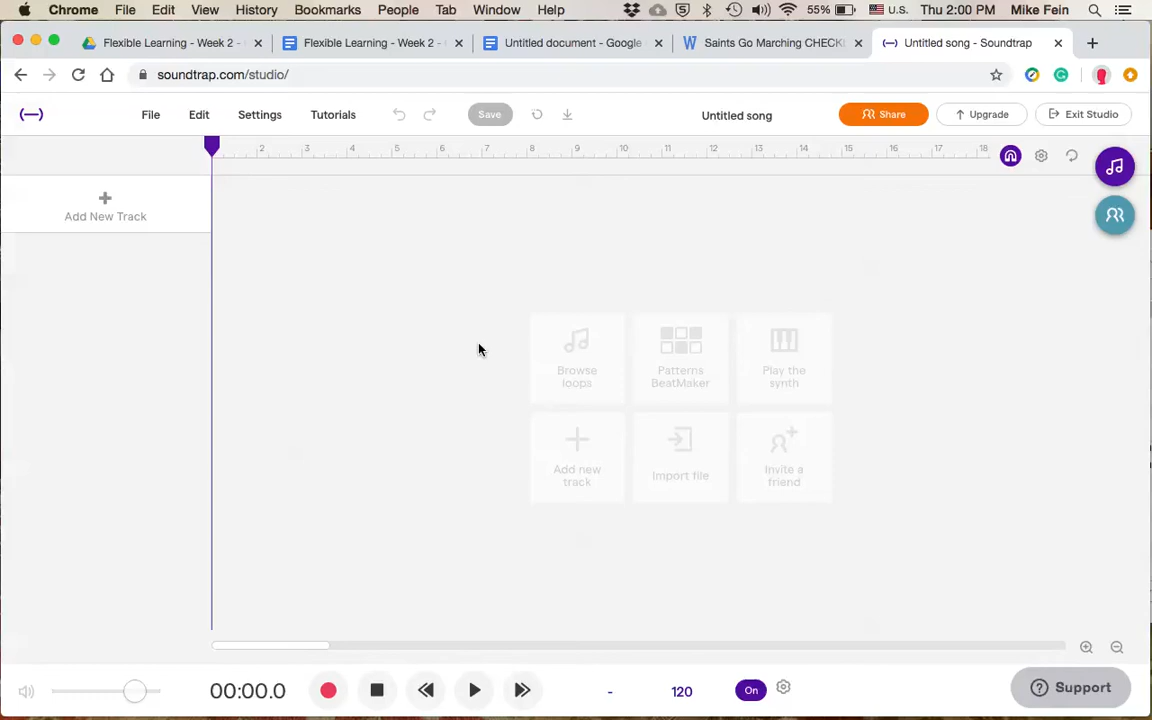 Chrome File Edit View History Bookmarks People Tab Window Help 55% U.S. Thu 2:00 PM Mike Fein
Flexible Learning - Week 2 - Flexible Learning - Week 2 - Untitled document - Google Saints Go Marching CHECK Untitled song - Soundtrap
soundtrap.com/studio/
File Edit Settings Tutorials Save Untitled song Share Upgrade Exit Studio
2 3 4 5 6 7 8 9 10 11 12 13 14 15 16 17 18
Add New Track
Browse loops
Patterns BeatMaker
Play the synth
Add new track
Import file
Invite a friend
00:00.0 - 120 On Support